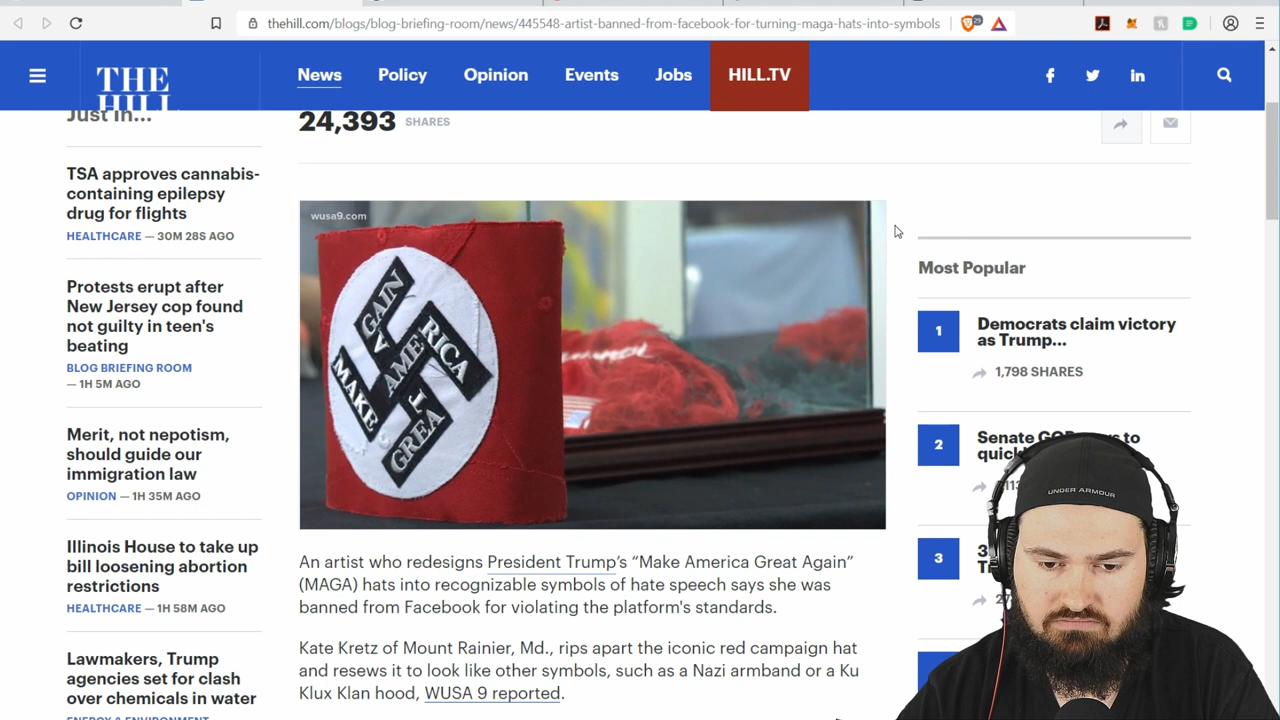 thehill.com/blogs/blog-briefing-room/news/445548-artist-banned-from-facebook-for-turning-maga-hats-into-symbols
THE
HILL
News
Policy
Opinion
Events
Jobs
HILL.TV
Just In...
TSA approves cannabis-
containing epilepsy
drug for flights
HEALTHCARE — 30M 28S AGO
Protests erupt after
New Jersey cop found
not guilty in teen's
beating
BLOG BRIEFING ROOM
— 1H 5M AGO
Merit, not nepotism,
should guide our
immigration law
OPINION — 1H 35M AGO
Illinois House to take up
bill loosening abortion
restrictions
HEALTHCARE — 1H 58M AGO
Lawmakers, Trump
agencies set for clash
over chemicals in water
24,393 SHARES
wusa9.com
MAKE
AME
RICA
GREA
GAIN
An artist who redesigns President Trump's “Make America Great Again”
(MAGA) hats into recognizable symbols of hate speech says she was
banned from Facebook for violating the platform's standards.
Kate Kretz of Mount Rainier, Md., rips apart the iconic red campaign hat
and resews it to look like other symbols, such as a Nazi armband or a Ku
Klux Klan hood, WUSA 9 reported.
Most Popular
1
Democrats claim victory
as Trump...
1,798 SHARES
2
Senate
to
3
UNDER ARMOUR